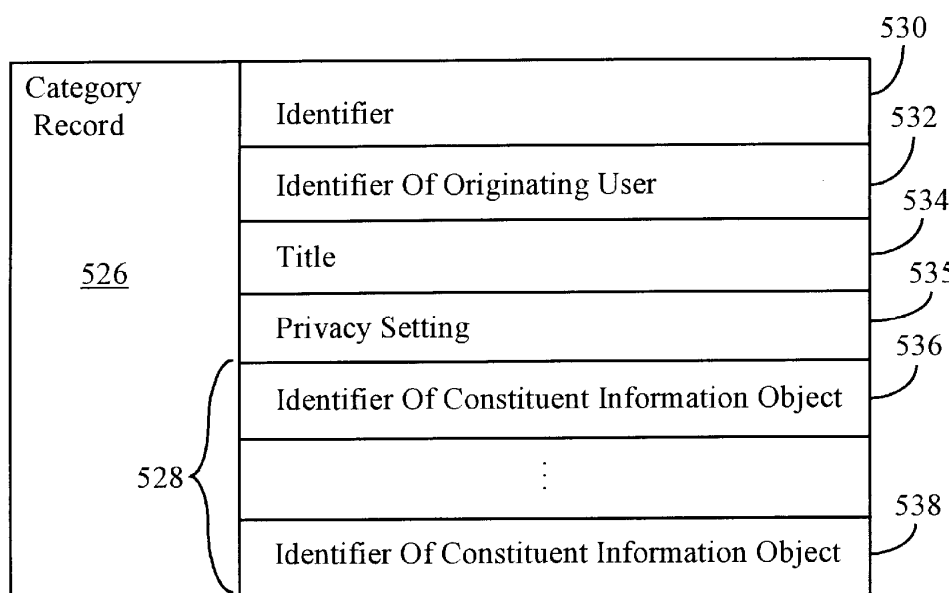 530
Category
Record
Identifier
532
Identifier Of Originating User
534
Title
526
535
Privacy Setting
536
Identifier Of Constituent Information Object
528
⋮
538
Identifier Of Constituent Information Object